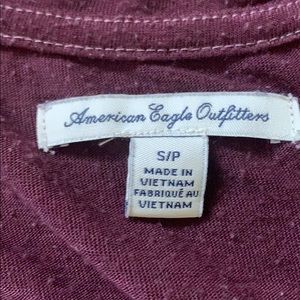 American Eagle Outfitters
S/P
MADE IN
VIETNAM
FABRIQUÉ AU
VIETNAM